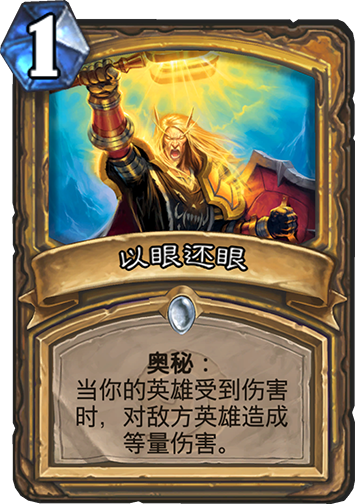 1
以眼还眼
奥秘：
当你的英雄受到伤害
时，对敌方英雄造成
等量伤害。